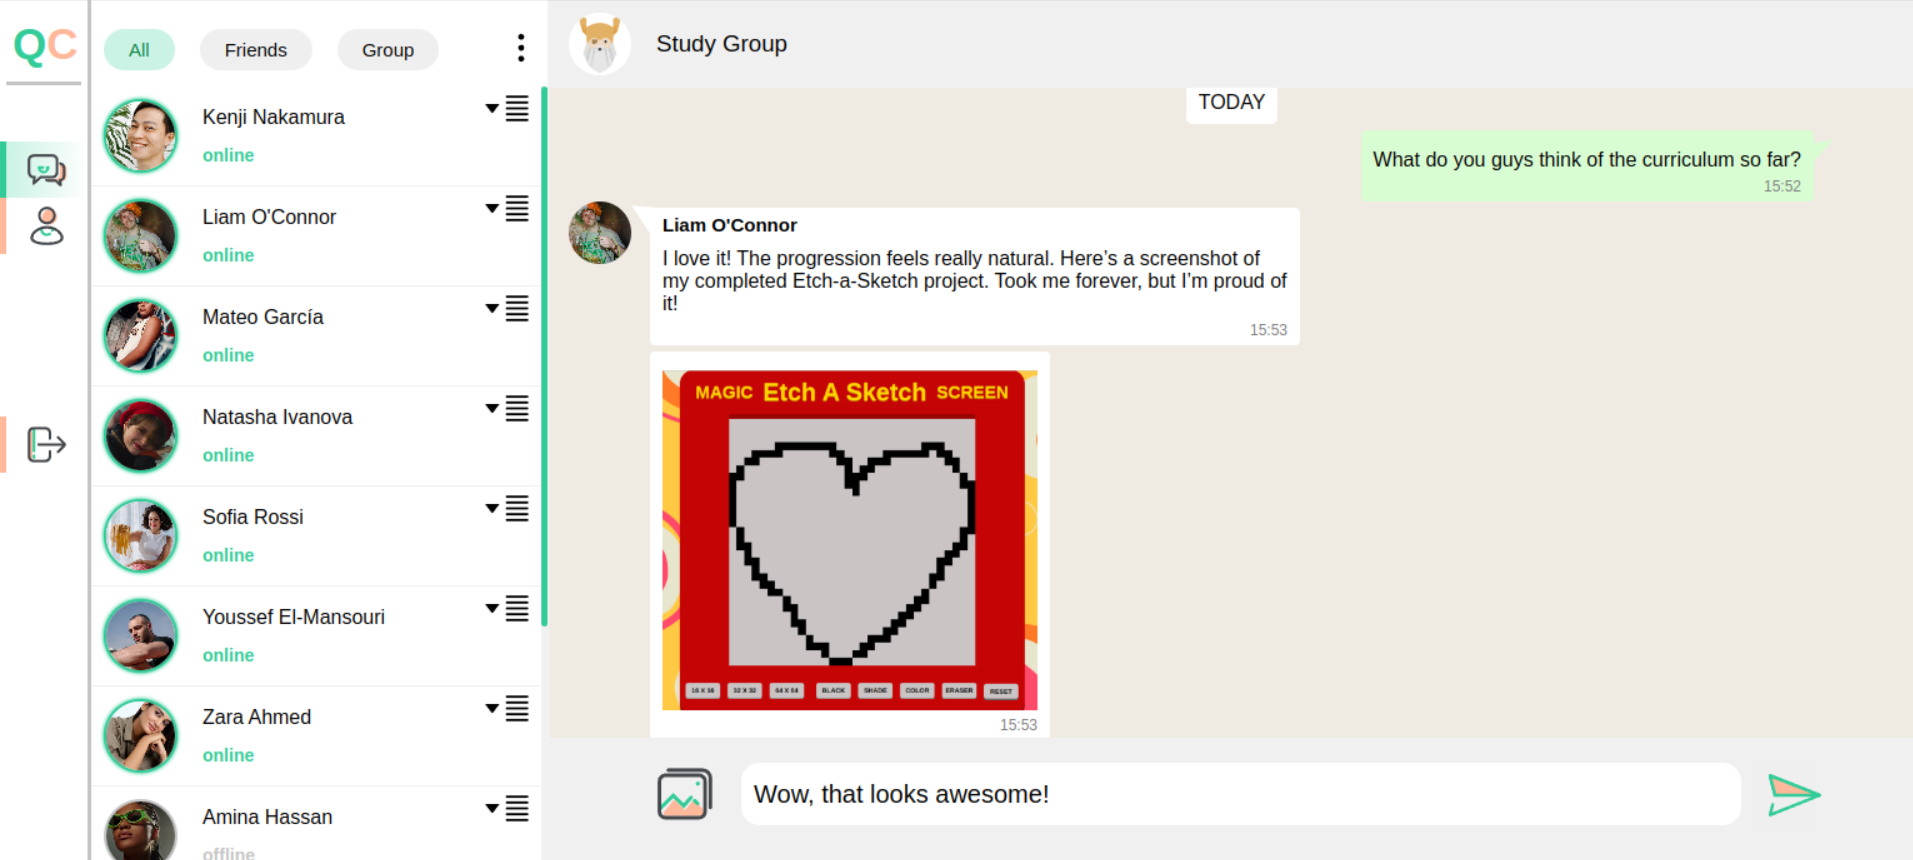 QC
All
Friends
Group
Kenji Nakamura
online
Liam O'Connor
online
Mateo García
online
Natasha Ivanova
online
Sofia Rossi
online
Youssef El-Mansouri
online
Zara Ahmed
online
Amina Hassan
offline
Study Group
TODAY
What do you guys think of the curriculum so far?
15:52
Liam O'Connor
I love it! The progression feels really natural. Here’s a screenshot of
my completed Etch-a-Sketch project. Took me forever, but I’m proud of
it!
15:53
MAGIC Etch A Sketch SCREEN
16 X 16 32 X 32 64 X 64 BLACK SHADE COLOR ERASER RESET
15:53
Wow, that looks awesome!